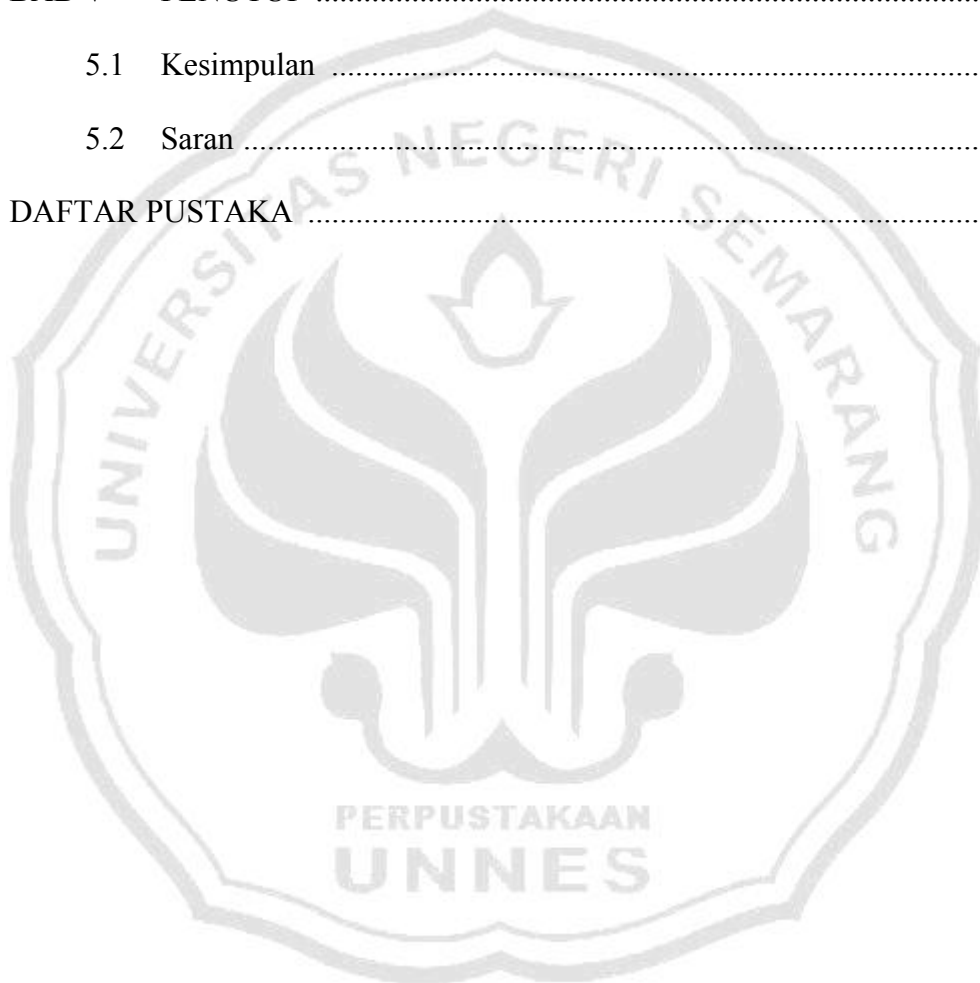 5.1 Kesimpulan ........................................................................................
5.2 Saran ........................................................................................
DAFTAR PUSTAKA ........................................................................................
UNIVERSITAS NEGERI SEMARANG
PERPUSTAKAAN
UNNES